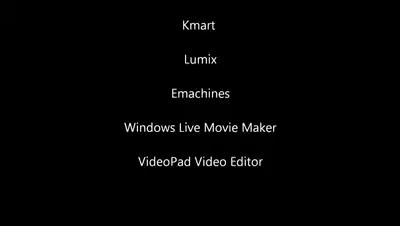 Kmart
Lumix
Emachines
Windows Live Movie Maker
VideoPad Video Editor